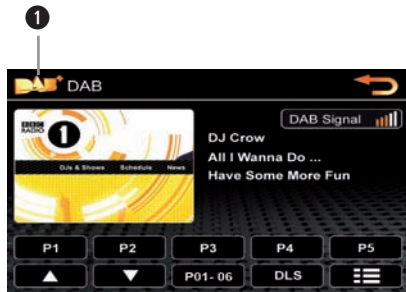 1
DAB+ DAB
DAB Signal
BBC
RADIO 1
DJs & Shows Schedule News
DJ Crow
All I Wanna Do ...
Have Some More Fun
P1 P2 P3 P4 P5
P01- 06 DLS